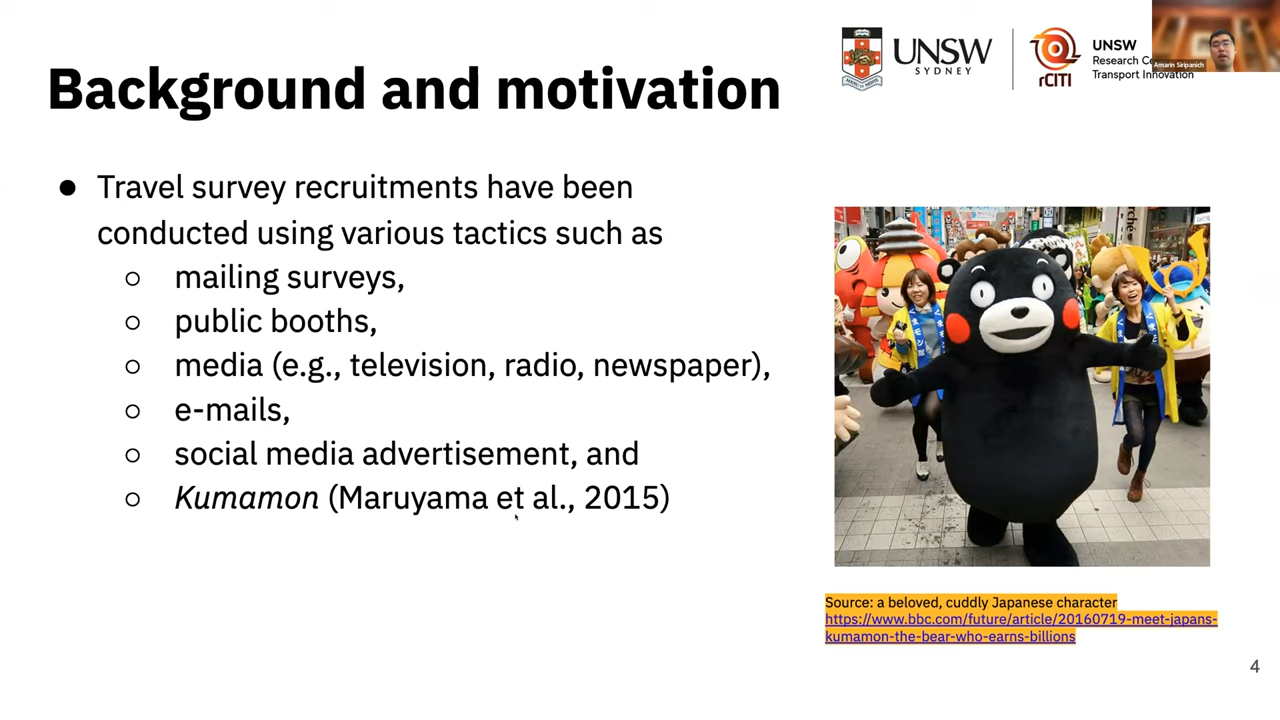 Background and motivation
UNSW
SYDNEY
rCITI
UNSW
Research
Transport Innovation
Amarin Siripanich
● Travel survey recruitments have been
conducted using various tactics such as
○ mailing surveys,
○ public booths,
○ media (e.g., television, radio, newspaper),
○ e-mails,
○ social media advertisement, and
○ Kumamon (Maruyama et al., 2015)
Source: a beloved, cuddly Japanese character
https://www.bbc.com/future/article/20160719-meet-japans-
kumamon-the-bear-who-earns-billions
4